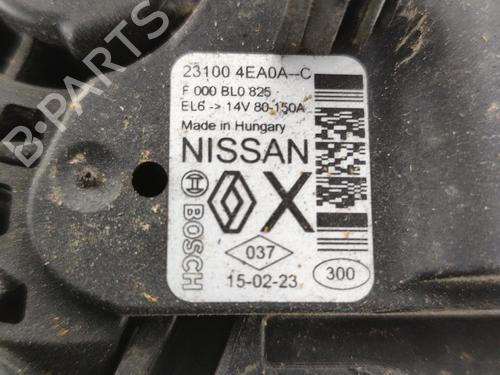 23100 4EA0A--C
F 000 BL0 825
EL6 -> 14V 80-150A
Made in Hungary
NISSAN
BOSCH
X
037
15-02-23
300